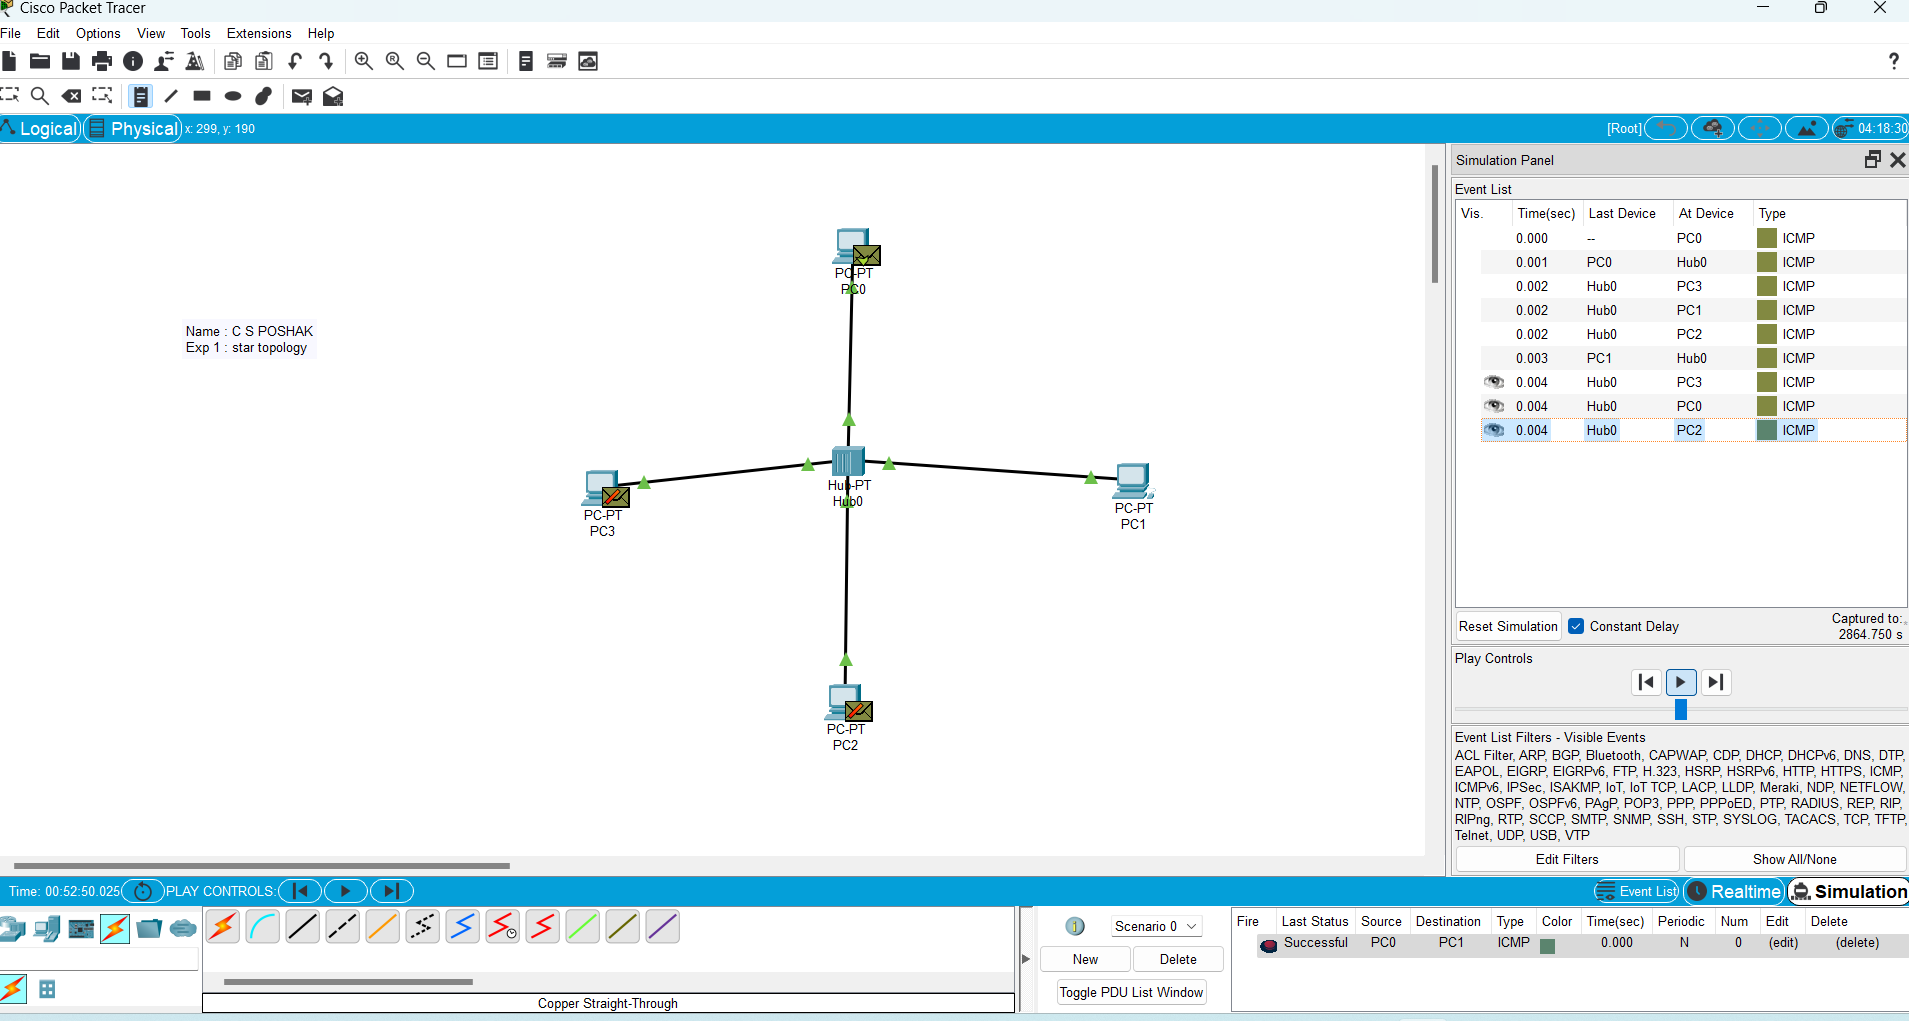 Cisco Packet Tracer
File Edit Options View Tools Extensions Help
?
Logical Physical x: 299, y: 190 [Root] 04:18:30
Simulation Panel
Event List
Vis. Time(sec) Last Device At Device Type
0.000 -- PC0 ICMP
0.001 PC0 Hub0 ICMP
0.002 Hub0 PC3 ICMP
0.002 Hub0 PC1 ICMP
0.002 Hub0 PC2 ICMP
0.003 PC1 Hub0 ICMP
0.004 Hub0 PC3 ICMP
0.004 Hub0 PC0 ICMP
0.004 Hub0 PC2 ICMP
Reset Simulation Constant Delay Captured to:
2864.750 s
Play Controls
Event List Filters - Visible Events
ACL Filter, ARP, BGP, Bluetooth, CAPWAP, CDP, DHCP, DHCPv6, DNS, DTP,
EAPOL, EIGRP, EIGRPv6, FTP, H.323, HSRP, HSRPv6, HTTP, HTTPS, ICMP,
ICMPv6, IPSec, ISAKMP, IoT, IoT TCP, LACP, LLDP, Meraki, NDP, NETFLOW,
NTP, OSPF, OSPFv6, PAgP, POP3, PPP, PPPoED, PTP, RADIUS, REP, RIP,
RIPng, RTP, SCCP, SMTP, SNMP, SSH, STP, SYSLOG, TACACS, TCP, TFTP,
Telnet, UDP, USB, VTP
Edit Filters Show All/None
PC-PT
PC0
Name : C S POSHAK
Exp 1 : star topology
Hub-PT
Hub0
PC-PT
PC3
PC-PT
PC1
PC-PT
PC2
Time: 00:52:50.025 PLAY CONTROLS: Event List Realtime Simulation
Scenario 0
New Delete
Toggle PDU List Window
Fire Last Status Source Destination Type Color Time(sec) Periodic Num Edit Delete
Successful PC0 PC1 ICMP 0.000 N 0 (edit) (delete)
Copper Straight-Through